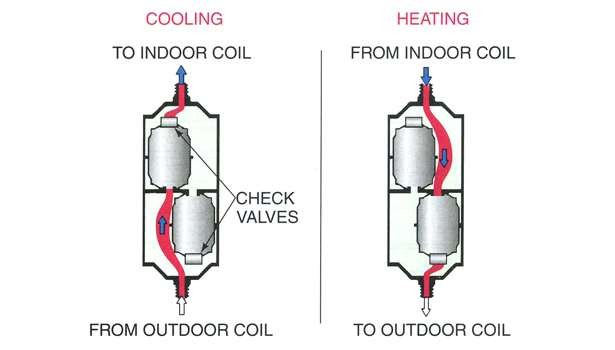 COOLING
TO INDOOR COIL
CHECK
VALVES
FROM OUTDOOR COIL
HEATING
FROM INDOOR COIL
TO OUTDOOR COIL